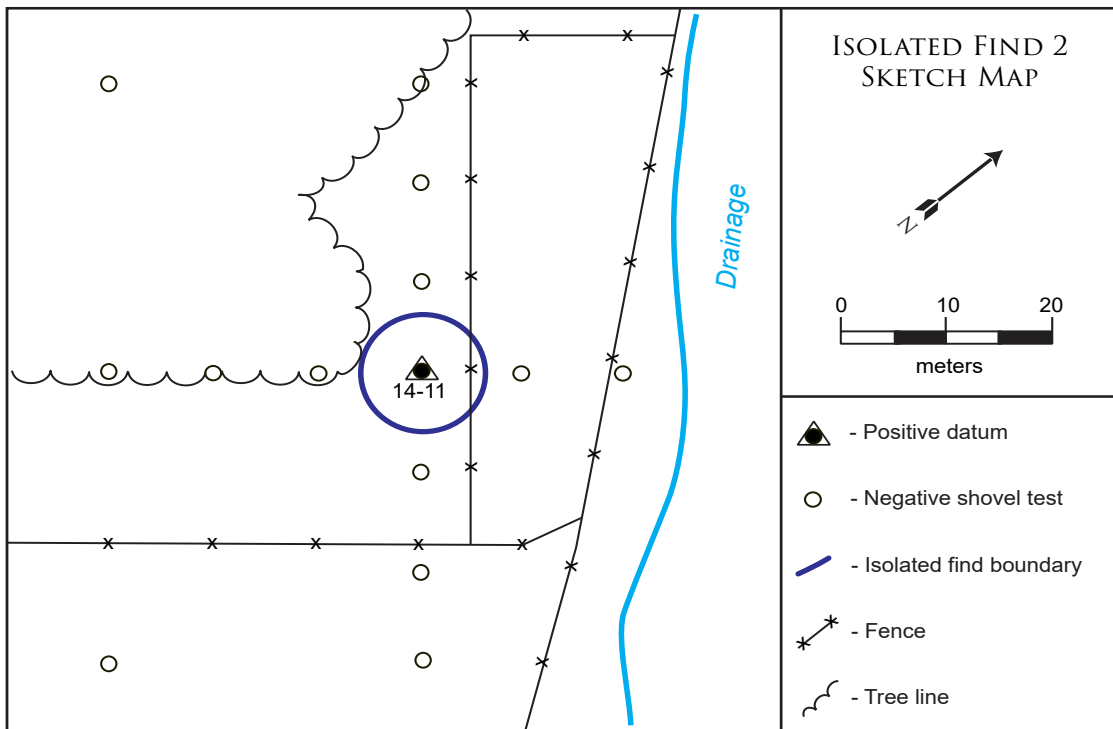 ISOLATED FIND 2
SKETCH MAP
N
0 10 20
meters
Drainage
14-11
- Positive datum
- Negative shovel test
- Isolated find boundary
- Fence
- Tree line